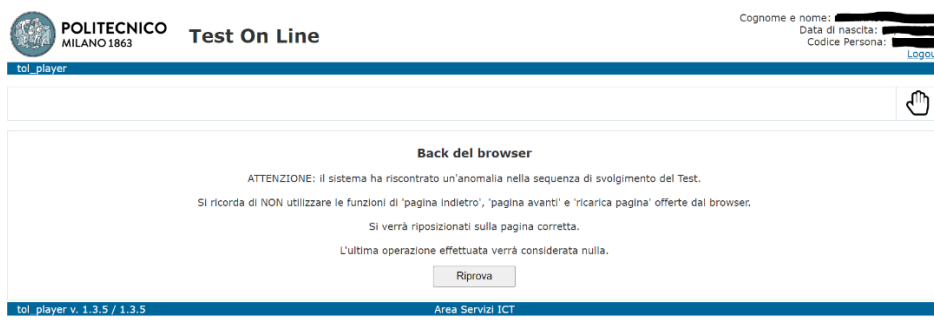 POLITECNICO
MILANO 1863
Test On Line
Cognome e nome:
Data di nascita:
Codice Persona:
Logou
tol_player
Back del browser
ATTENZIONE: il sistema ha riscontrato un'anomalia nella sequenza di svolgimento del Test.
Si ricorda di NON utilizzare le funzioni di 'pagina indietro', 'pagina avanti' e 'ricarica pagina' offerte dal browser.
Si verrà riposizionati sulla pagina corretta.
L'ultima operazione effettuata verrà considerata nulla.
Riprova
tol_player v. 1.3.5 / 1.3.5
Area Servizi ICT